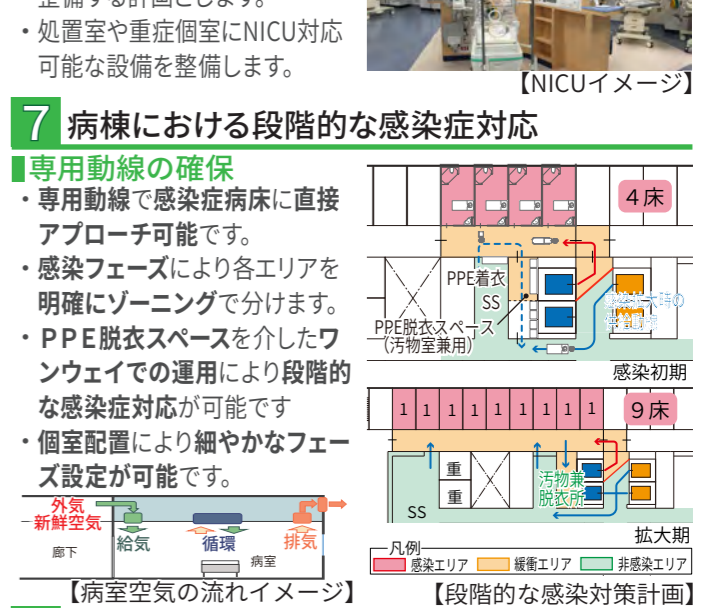 ・処置室や重症個室にNICU対応
可能な設備を整備します。
【NICUイメージ】
7 病棟における段階的な感染症対応
専用動線の確保
・専用動線で感染症病床に直接
アプローチ可能です。
・感染フェーズにより各エリアを
明確にゾーニングで分けます。
・PPE脱衣スペースを介したワ
ンウェイでの運用により段階的
な感染症対応が可能です
・個室配置により細やかなフェー
ズ設定が可能です。
外気
新鮮空気
廊下
給気
循環
排気
病室
【病室空気の流れイメージ】
4床
PPE着衣
SS
PPE脱衣スペース
(汚物室兼用)
感染拡大時の
感染初期
1 1 1 1 1 1 1 1 1
9床
重
重
汚物兼
脱衣所
SS
拡大期
凡例
感染エリア 緩衝エリア 非感染エリア
【段階的な感染対策計画】